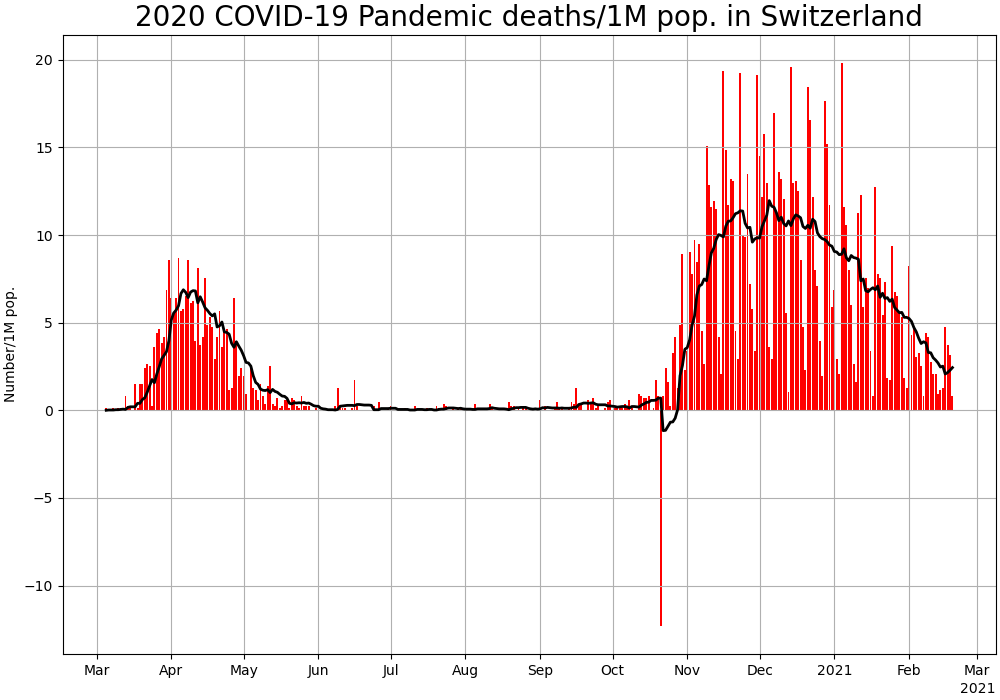 2020 COVID-19 Pandemic deaths/1M pop. in Switzerland
Number/1M pop.
20
15
10
5
0
−5
−10
Mar Apr May Jun Jul Aug Sep Oct Nov Dec 2021 Feb Mar
2021